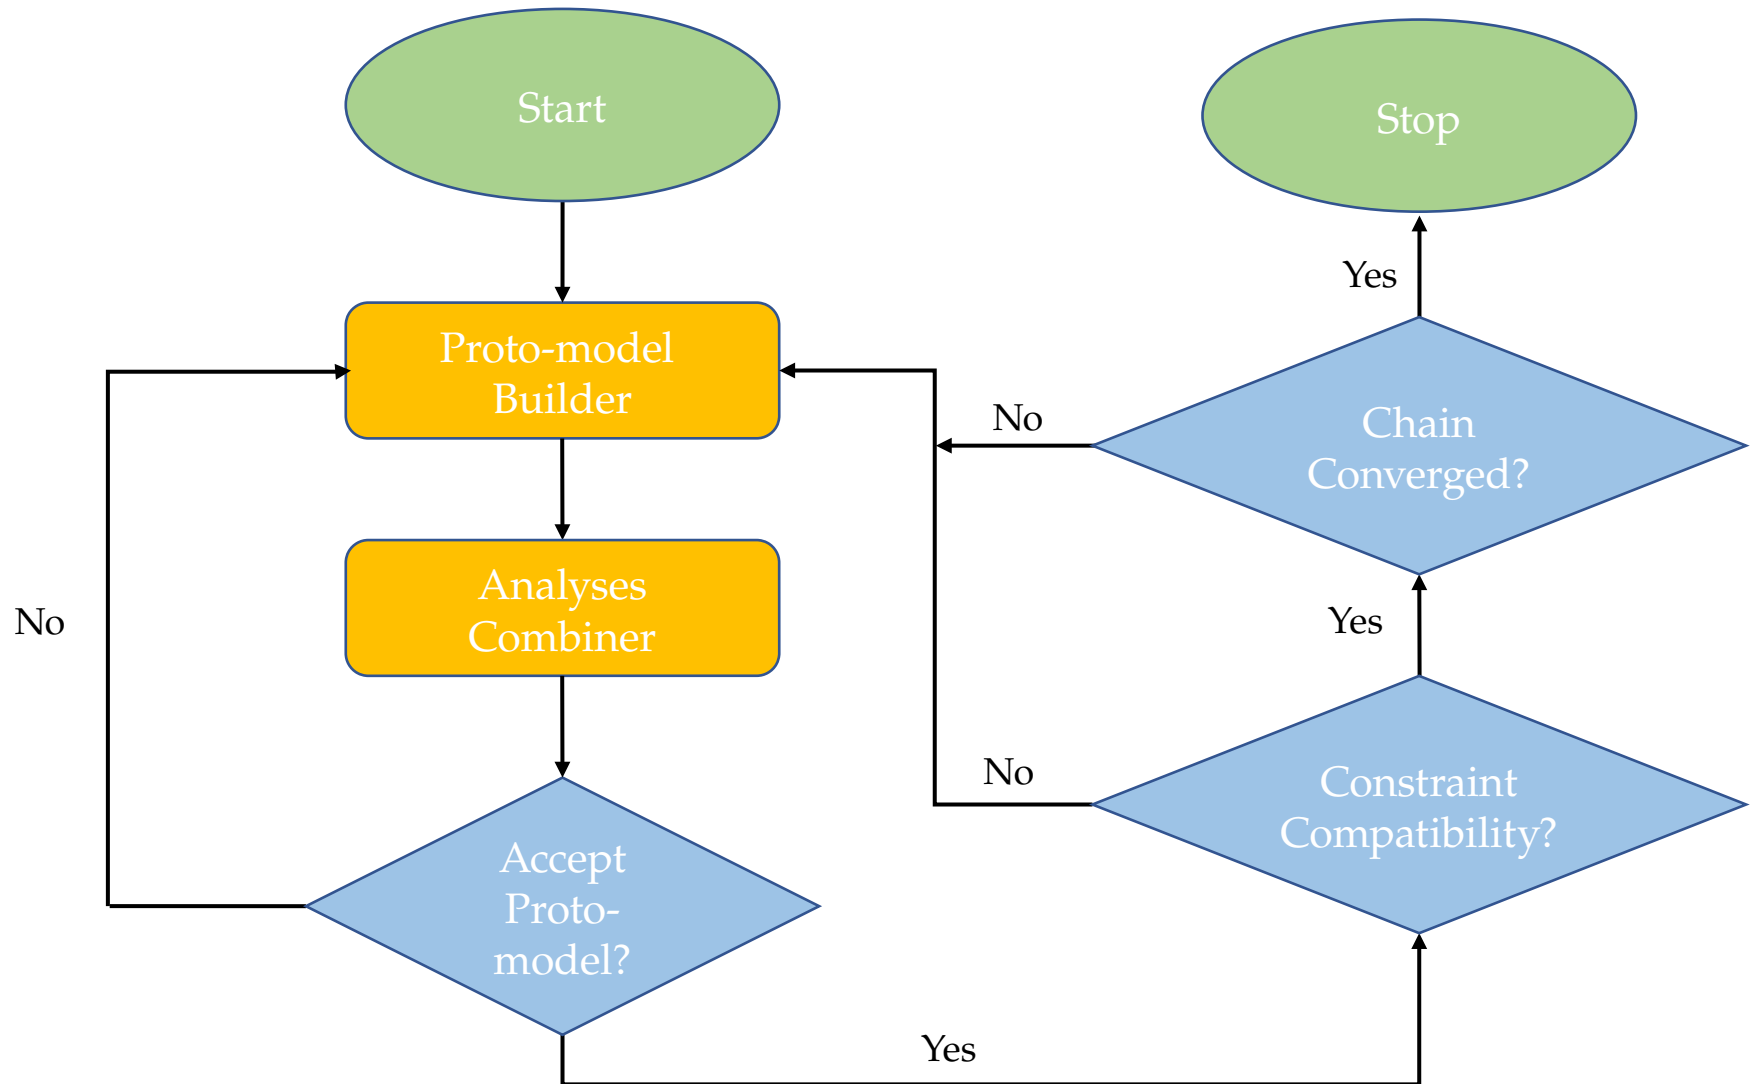 Start
Proto-model
Builder
Analyses
Combiner
No
Accept
Proto-
model?
Yes
Stop
Yes
Chain
Converged?
No
Yes
Constraint
Compatibility?
No